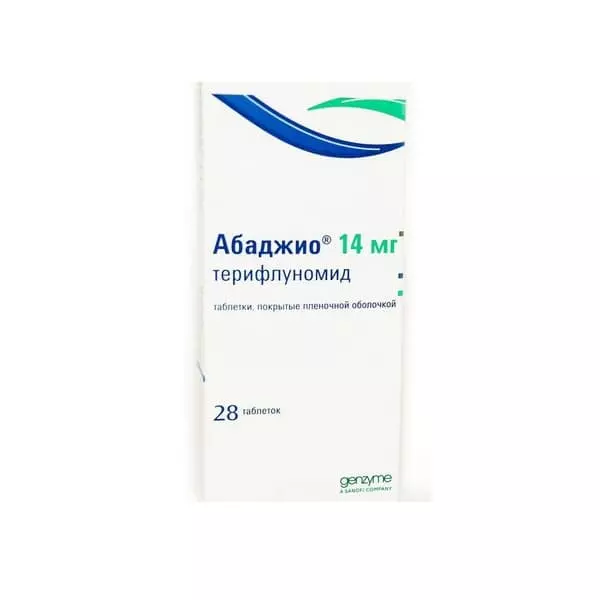 Абаджио® 14 мг
терифлуномид
таблетки, покрытые пленочной оболочкой
28 таблеток
genzyme
A SANOFI COMPANY